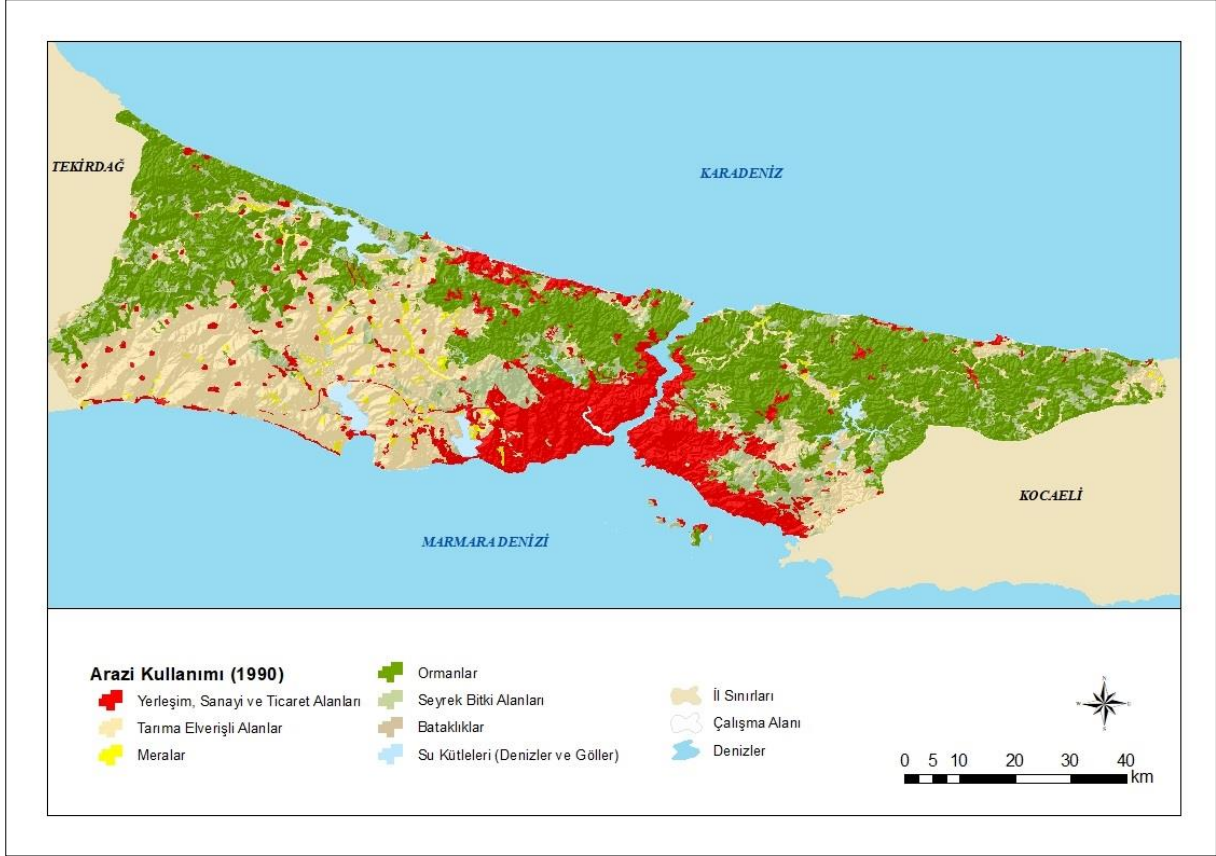 TEKİRDAĞ
KARADENİZ
KOCAELİ
MARMARA DENİZİ
Arazi Kullanımı (1990)
Yerleşim, Sanayi ve Ticaret Alanları
Tarıma Elverişli Alanlar
Meralar
Ormanlar
Seyrek Bitki Alanları
Bataklıklar
Su Kütleleri (Denizler ve Göller)
İl Sınırları
Çalışma Alanı
Denizler
N
W E
S
0 5 10 20 30 40
km